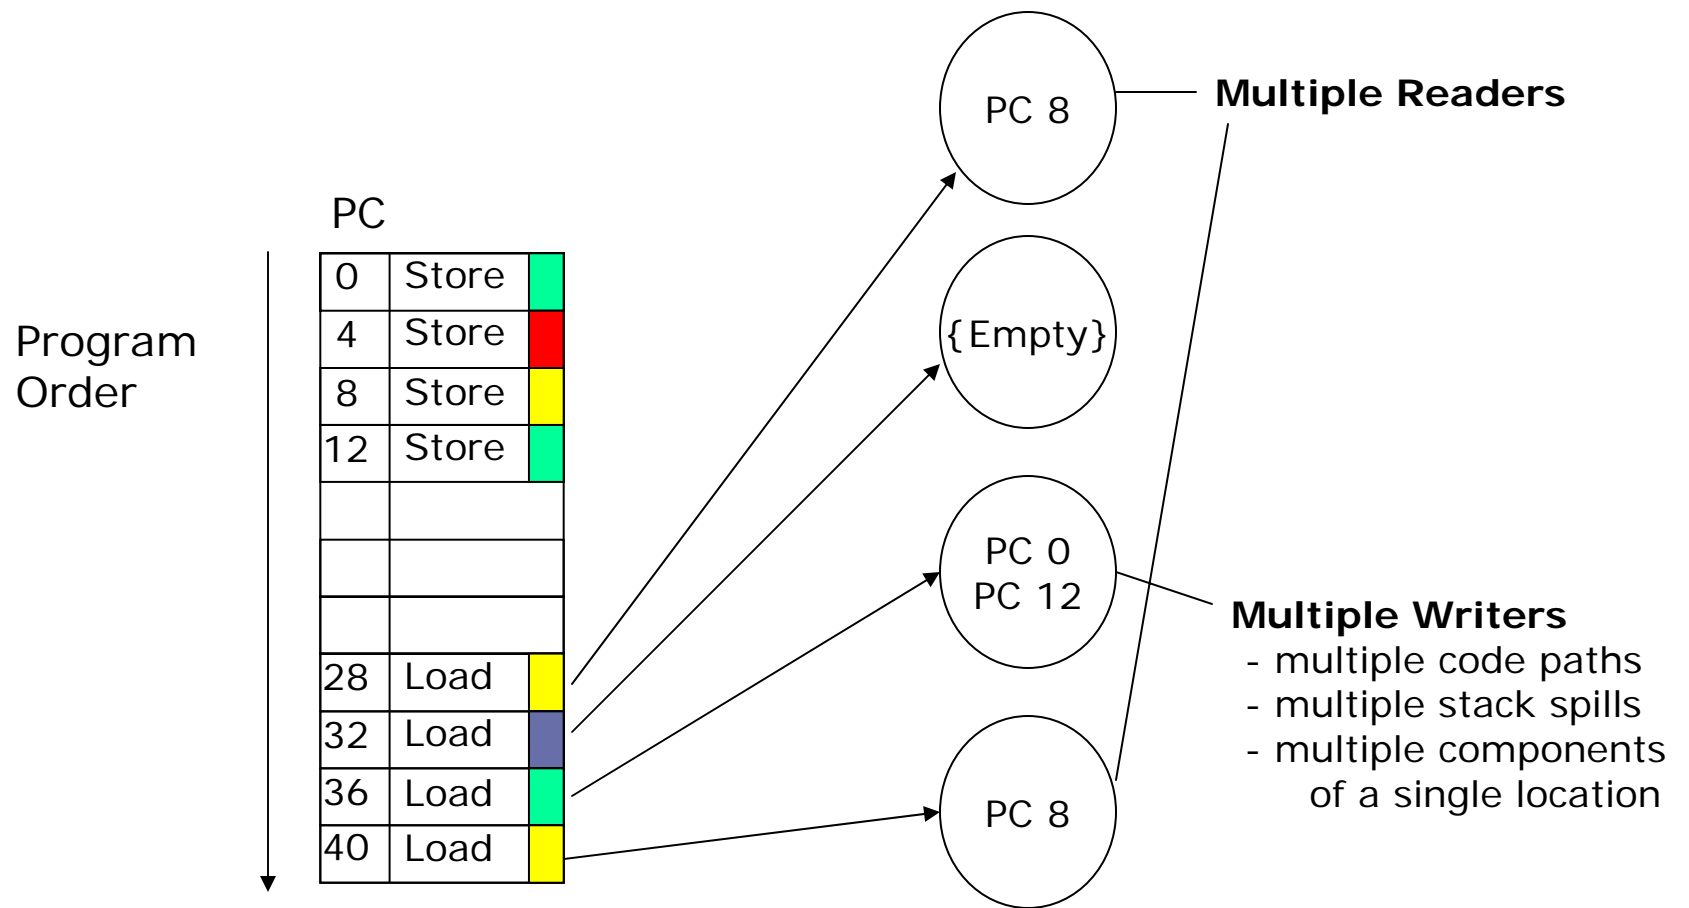 Program
Order
PC
0 Store
4 Store
8 Store
12 Store
28 Load
32 Load
36 Load
40 Load
PC 8
{Empty}
PC 0
PC 12
PC 8
Multiple Readers
Multiple Writers
- multiple code paths
- multiple stack spills
- multiple components
of a single location